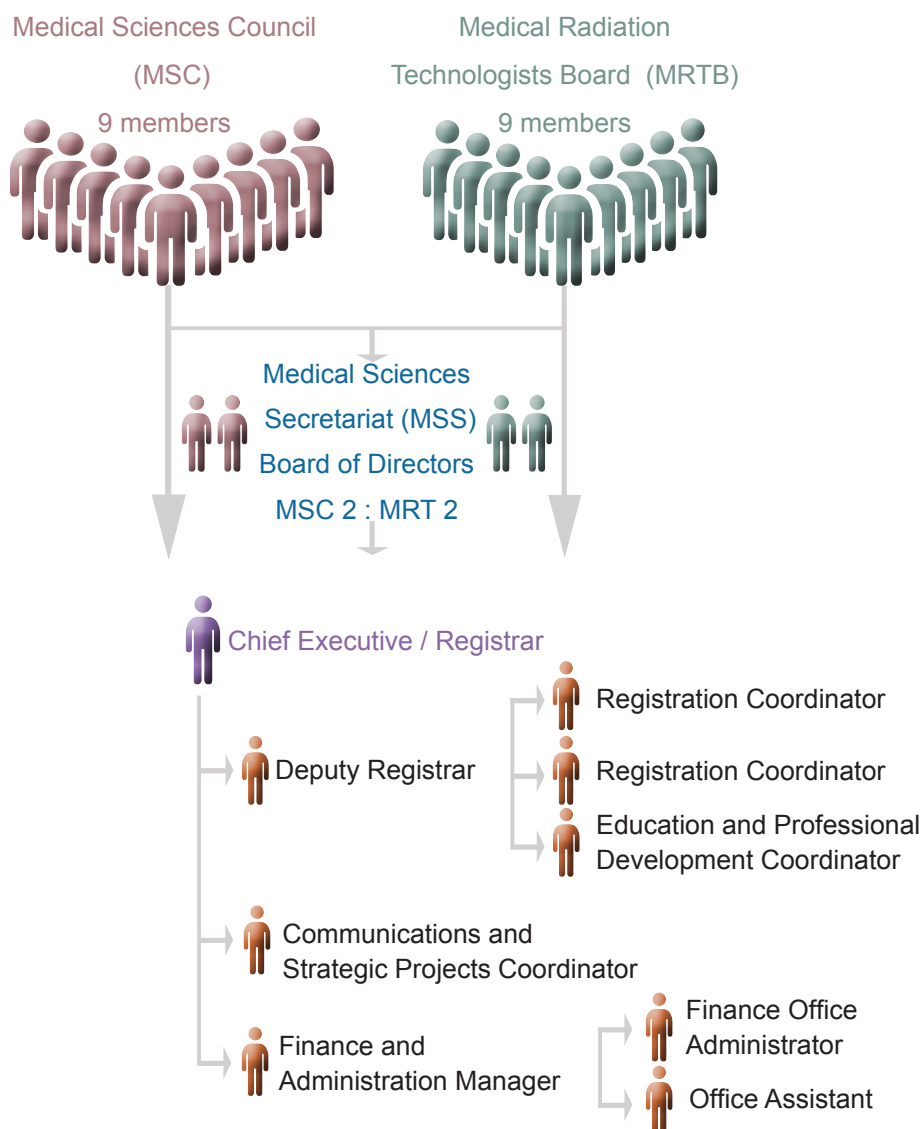 Medical Sciences Council
(MSC)
9 members
Medical Radiation
Technologists Board (MRTB)
9 members
Medical Sciences
Secretariat (MSS)
Board of Directors
MSC 2 : MRT 2
Chief Executive / Registrar
Deputy Registrar
Registration Coordinator
Registration Coordinator
Education and Professional
Development Coordinator
Communications and
Strategic Projects Coordinator
Finance and
Administration Manager
Finance Office
Administrator
Office Assistant